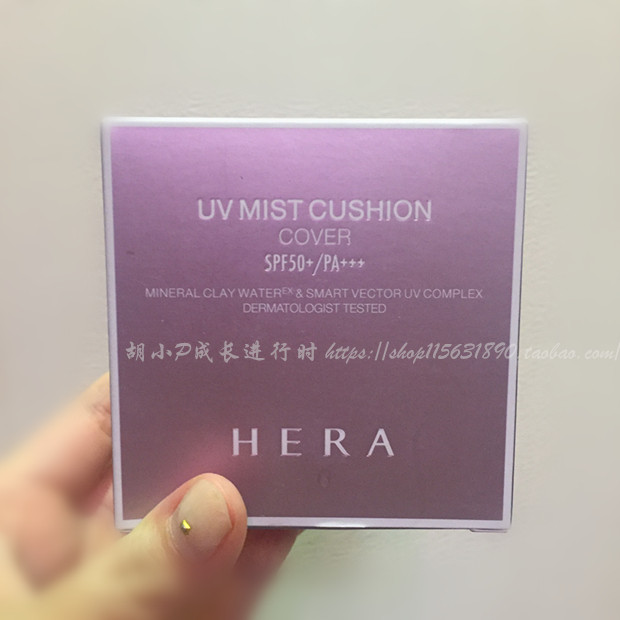 UV MIST CUSHION
COVER
SPF50+/PA+++
MINERAL CLAY WATEREX & SMART VECTOR UV COMPLEX
DERMATOLOGIST TESTED
胡小P成长进行时 https://shop115631890.taobao.com/
HERA